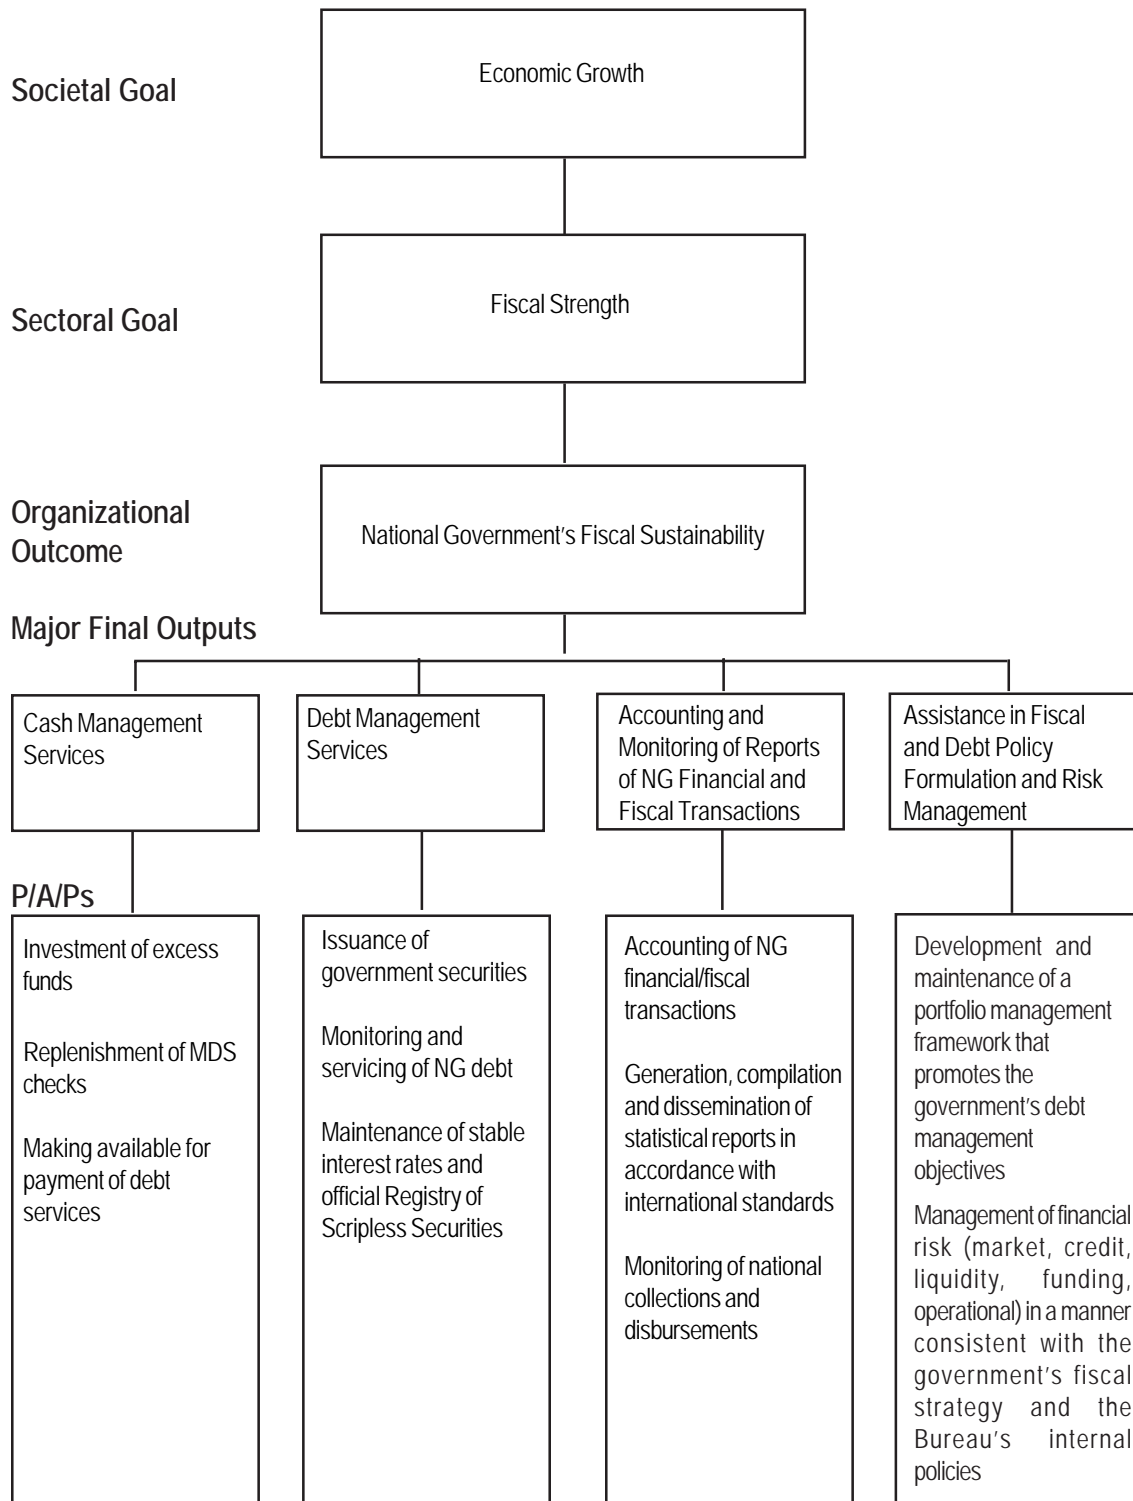 Societal Goal
Economic Growth
Sectoral Goal
Fiscal Strength
Organizational
Outcome
National Government's Fiscal Sustainability
Major Final Outputs
Cash Management
Services
Debt Management
Services
Accounting and
Monitoring of Reports
of NG Financial and
Fiscal Transactions
Assistance in Fiscal
and Debt Policy
Formulation and Risk
Management
P/A/Ps
Investment of excess
funds
Replenishment of MDS
checks
Making available for
payment of debt
services
Issuance of
government securities
Monitoring and
servicing of NG debt
Maintenance of stable
interest rates and
official Registry of
Scripless Securities
Accounting of NG
financial/fiscal
transactions
Generation, compilation
and dissemination of
statistical reports in
accordance with
international standards
Monitoring of national
collections and
disbursements
Development and
maintenance of a
portfolio management
framework that
promotes the
government's debt
management
objectives
Management of financial
risk (market, credit,
liquidity, funding,
operational) in a manner
consistent with the
government's fiscal
strategy and the
Bureau's internal
policies